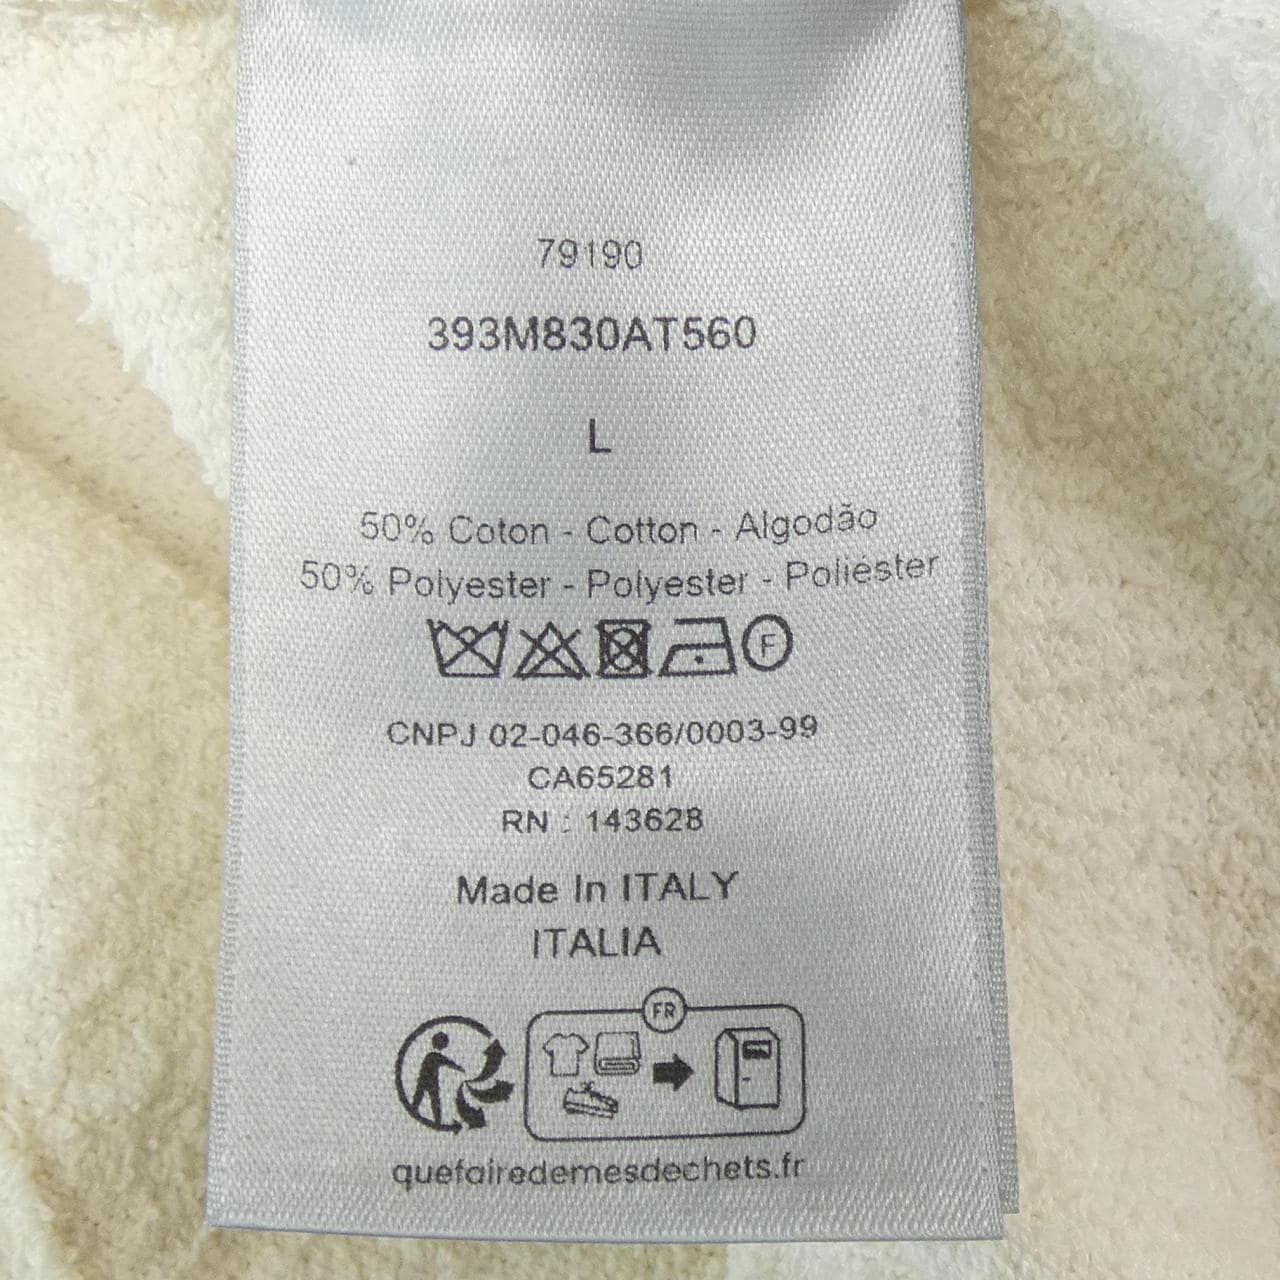 79190
393M830AT560
L
50% Coton - Cotton - Algodão
50% Polyester - Polyester - Poliéster
F
CNPJ 02-046-366/0003-99
CA65281
RN : 143628
Made In ITALY
ITALIA
FR
quefairedemesdechets.fr